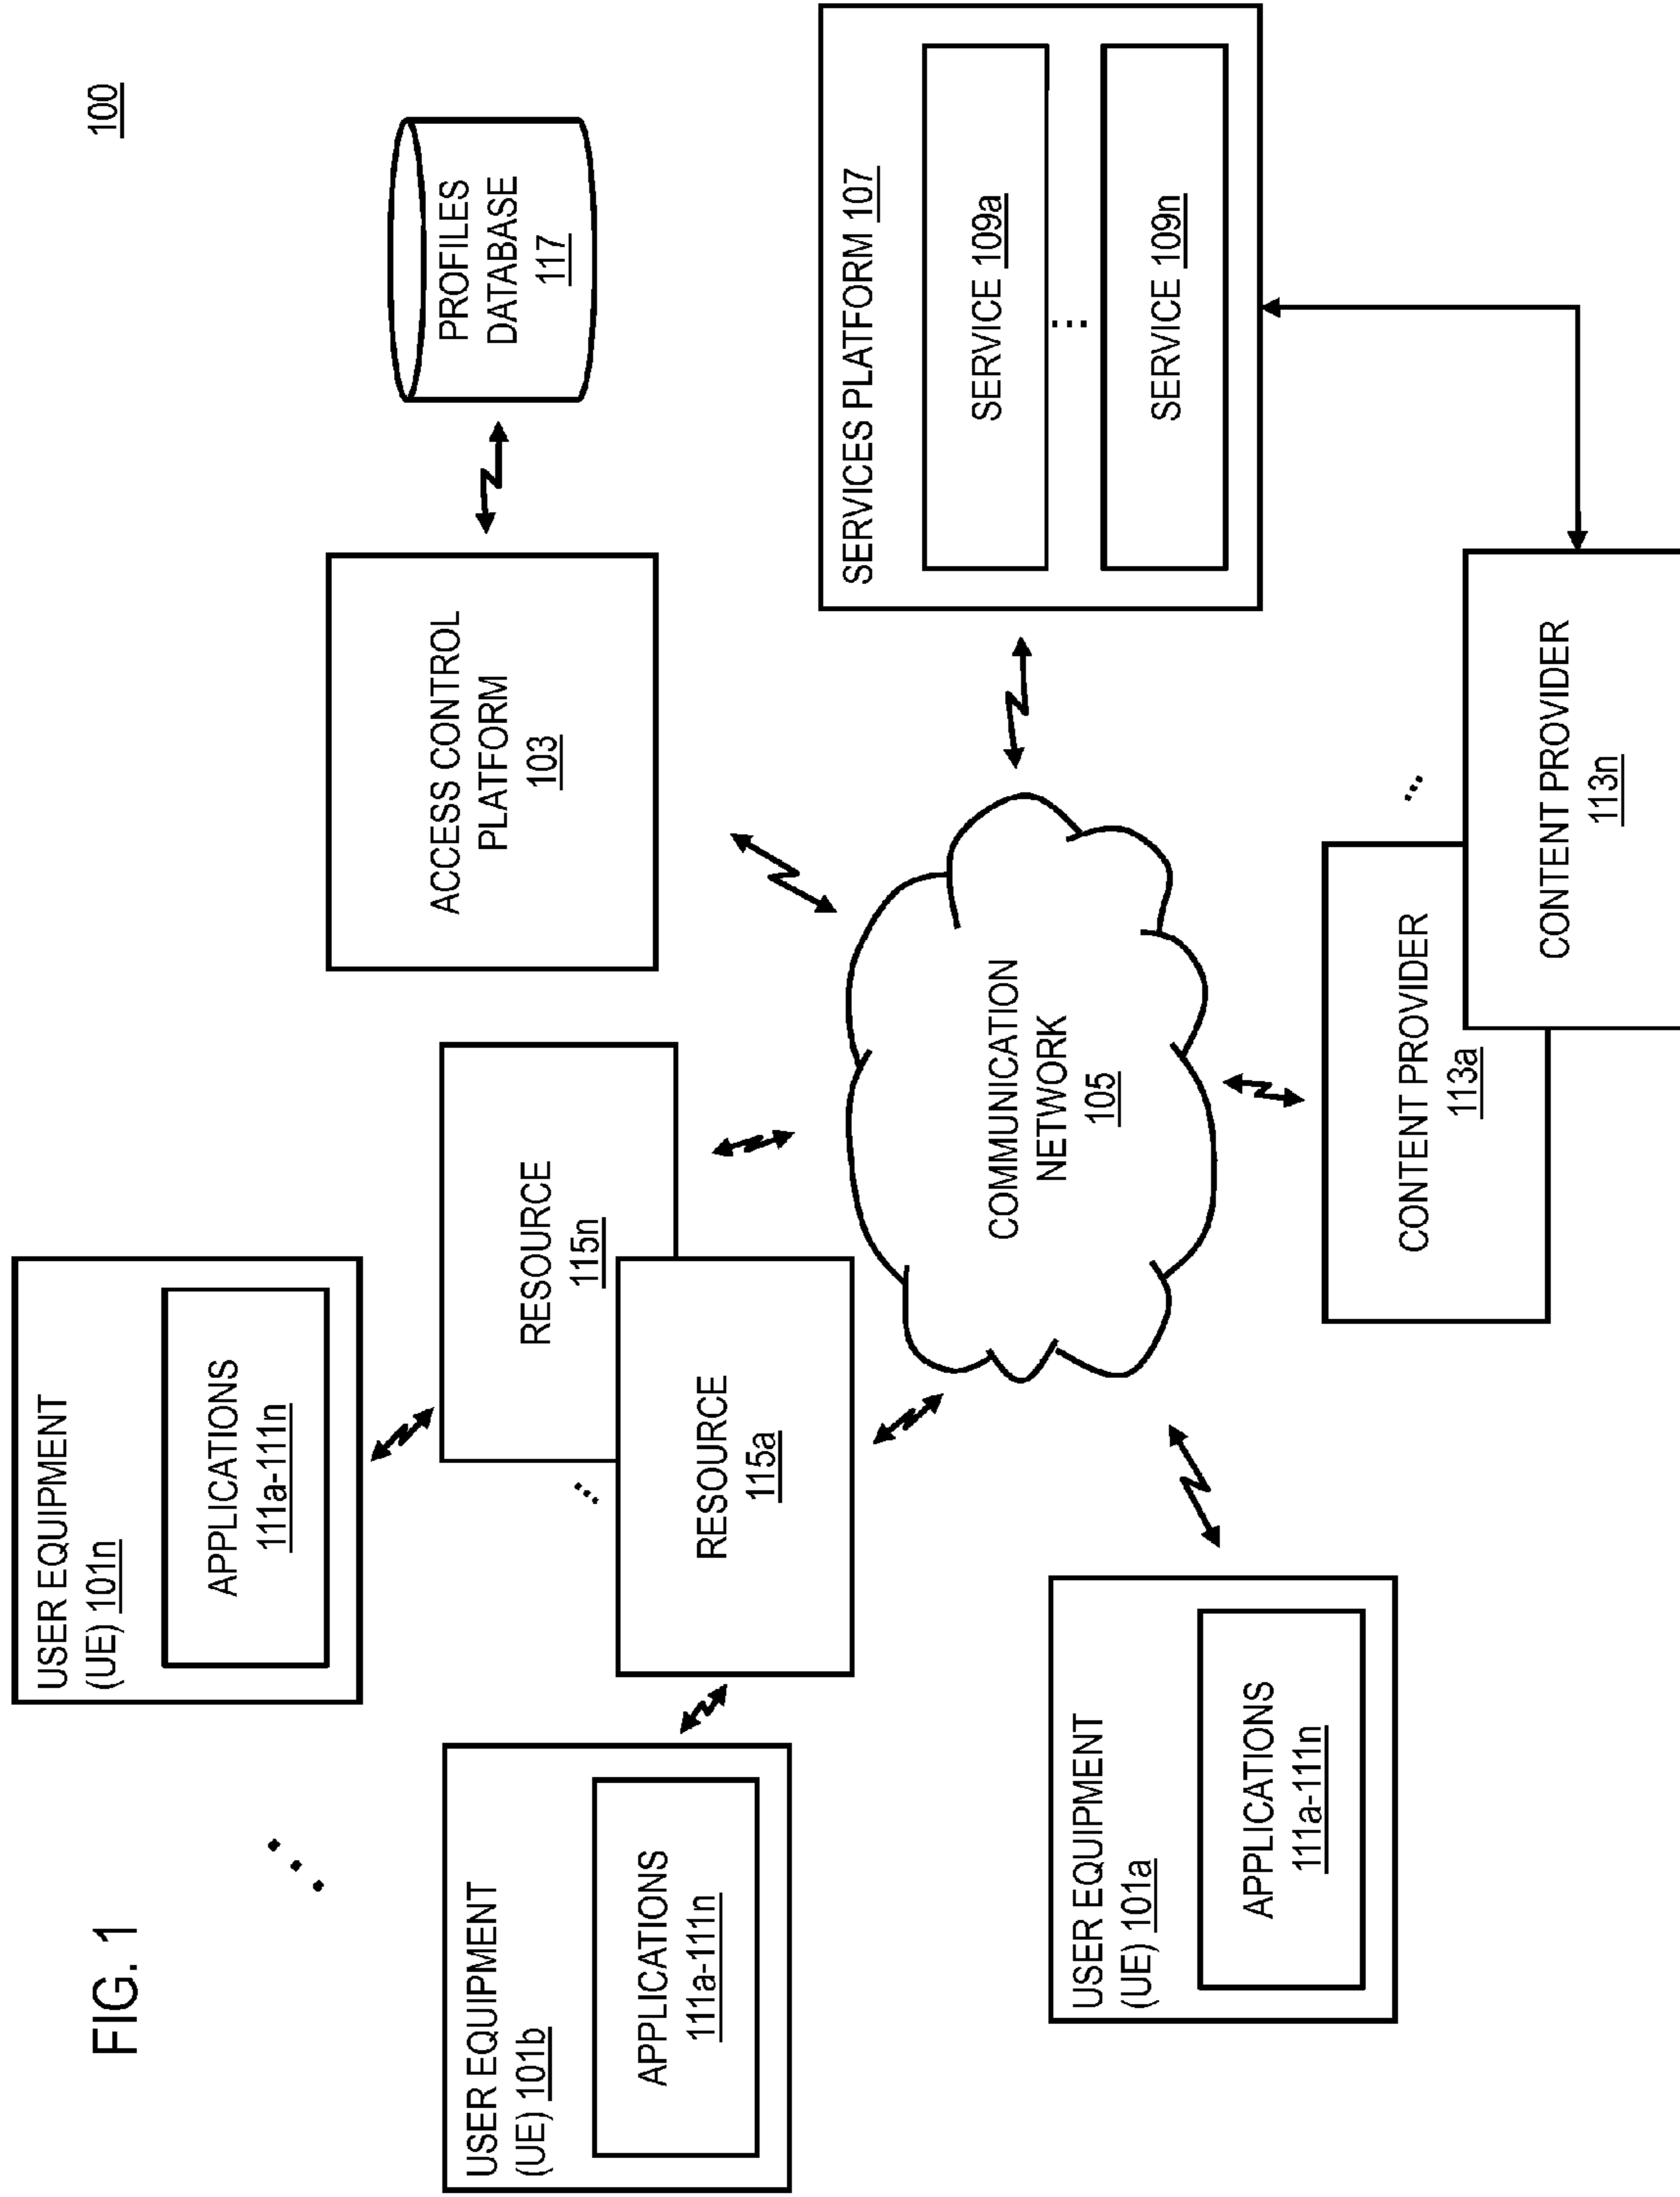 FIG. 1
100
USER EQUIPMENT
(UE) 101n
APPLICATIONS
111a-111n
PROFILES
DATABASE
117
ACCESS CONTROL
PLATFORM
103
USER EQUIPMENT
(UE) 101b
APPLICATIONS
111a-111n
RESOURCE
115n
...
RESOURCE
115a
SERVICES PLATFORM 107
SERVICE 109a
...
SERVICE 109n
COMMUNICATION
NETWORK
105
USER EQUIPMENT
(UE) 101a
APPLICATIONS
111a-111n
CONTENT PROVIDER
113a
...
CONTENT PROVIDER
113n